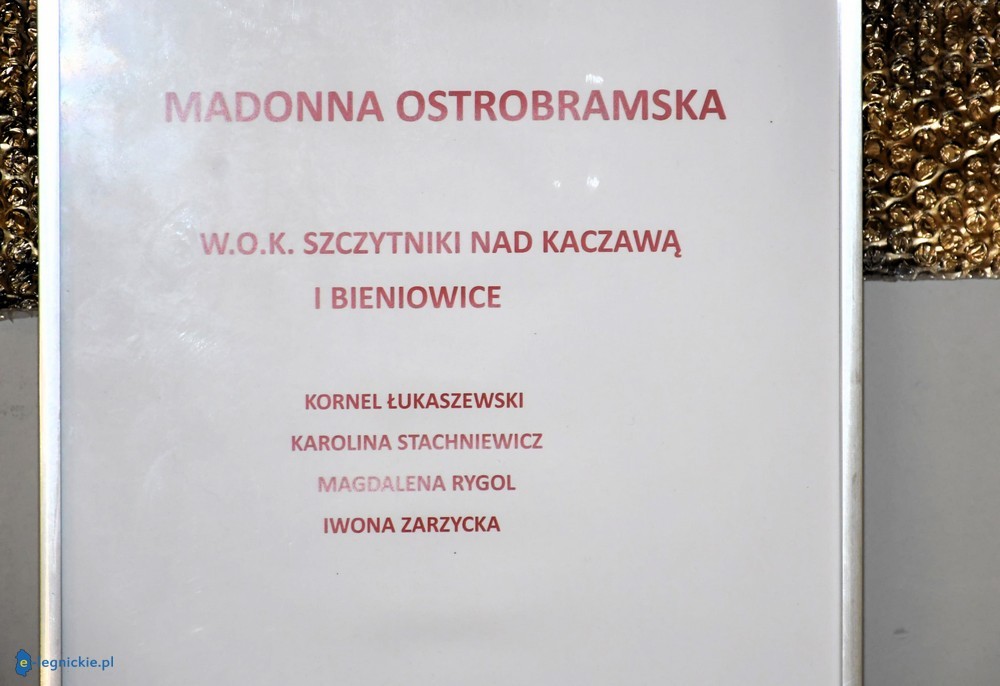 MADONNA OSTROBRAMSKA
W.O.K. SZCZYTNIKI NAD KACZAWĄ
I BIENIOWICE
KORNEL ŁUKASZEWSKI
KAROLINA STACHNIEWICZ
MAGDALENA RYGOL
IWONA ZARZYCKA
e-legnickie.pl